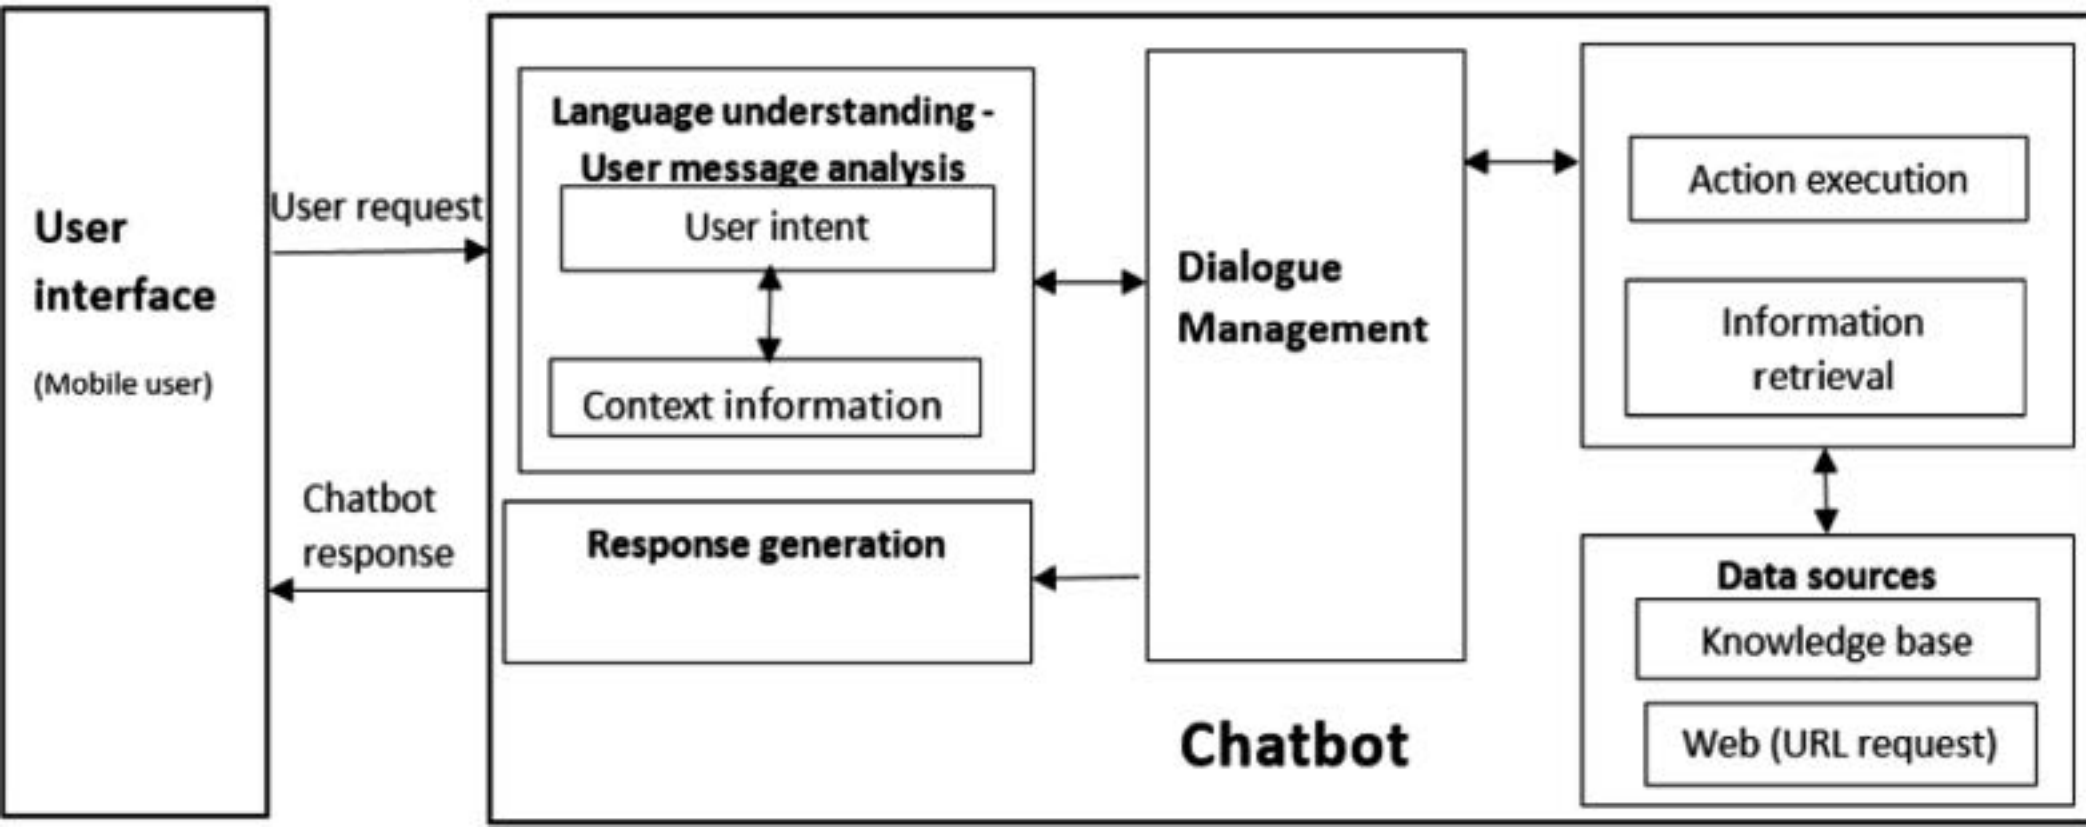 User
interface
(Mobile user)
User request
Chatbot
response
Language understanding -
User message analysis
User intent
Context information
Response generation
Dialogue
Management
Action execution
Information
retrieval
Data sources
Knowledge base
Web (URL request)
Chatbot